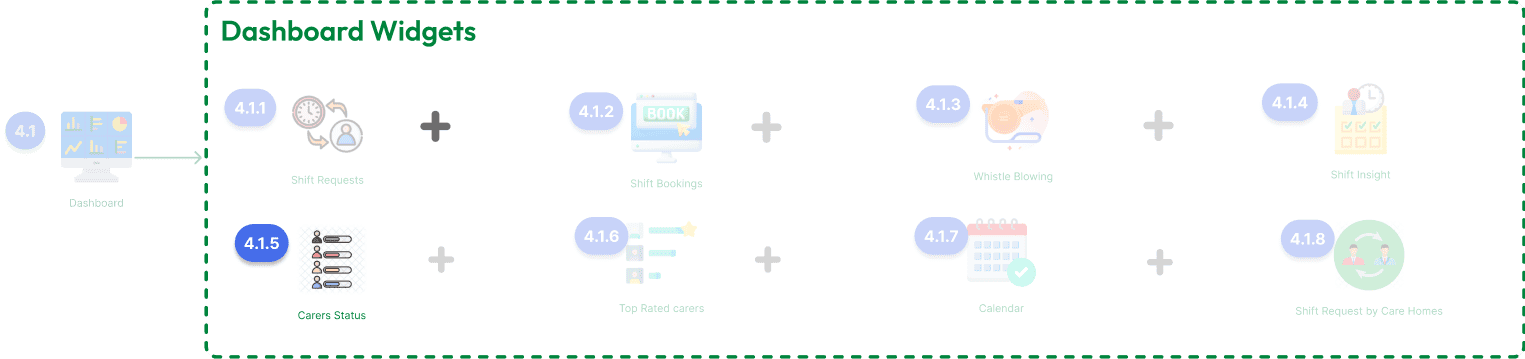 Dashboard Widgets
4.1
Dashboard
4.1.1
Shift Requests
4.1.2
BOOK
Shift Bookings
4.1.3
Whistle Blowing
4.1.4
Shift Insight
4.1.5
Carers Status
4.1.6
Top Rated carers
4.1.7
Calendar
4.1.8
Shift Request by Care Homes